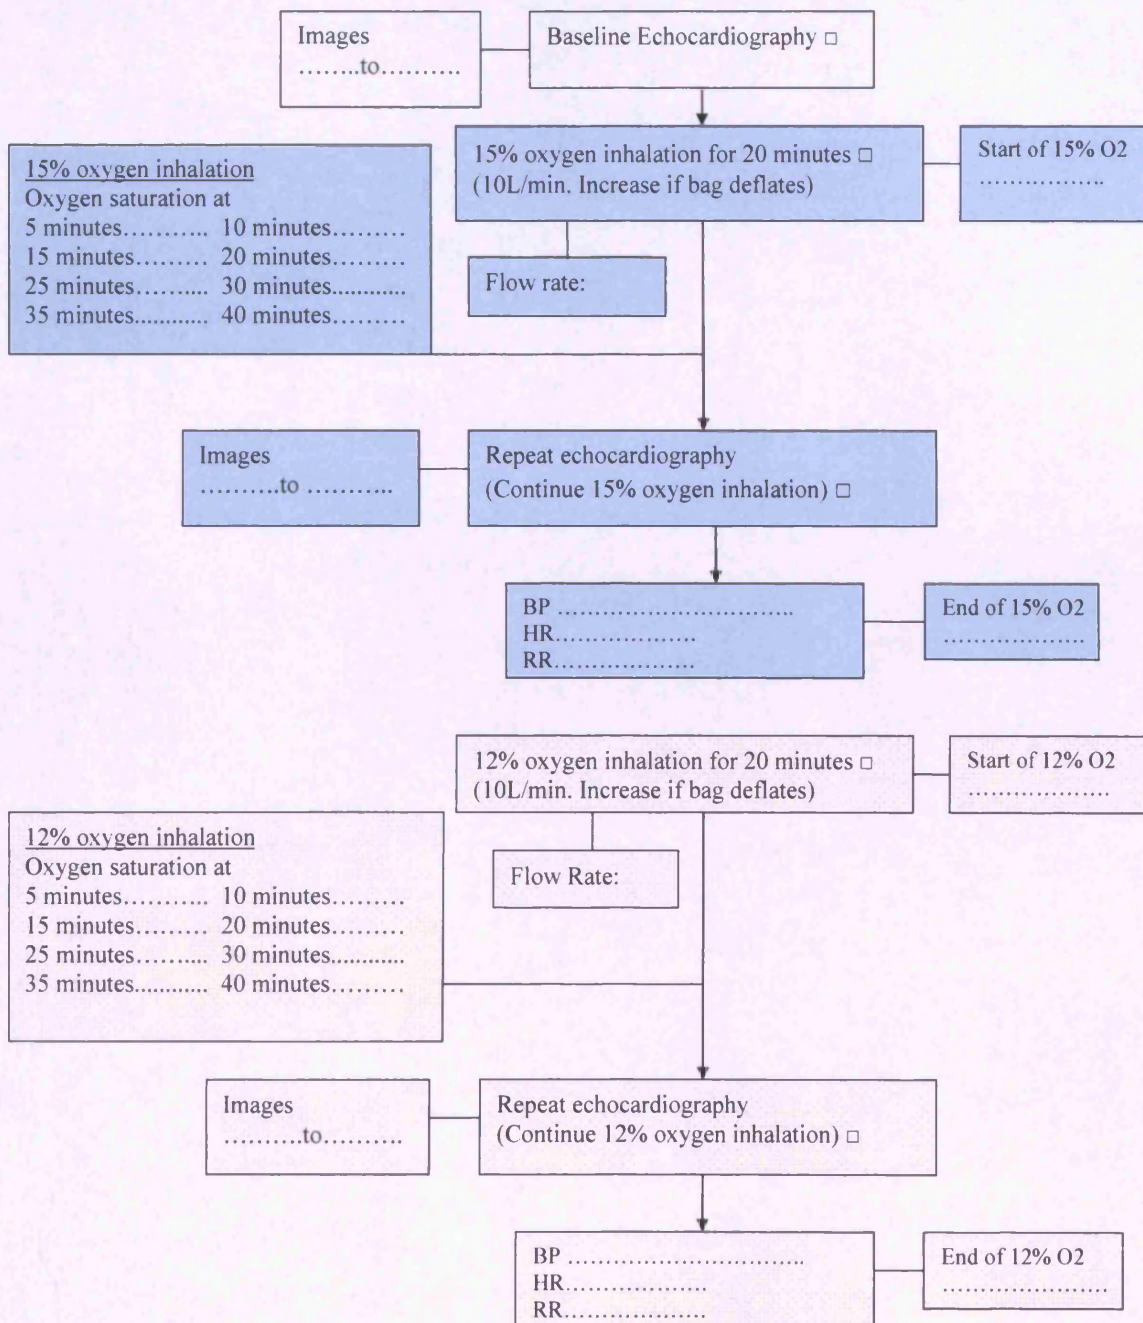 Images
........to..........
Baseline Echocardiography □
15% oxygen inhalation for 20 minutes □
(10L/min. Increase if bag deflates)
Start of 15% O2
.................
15% oxygen inhalation
Oxygen saturation at
5 minutes........... 10 minutes.........
15 minutes......... 20 minutes.........
25 minutes.......... 30 minutes............
35 minutes........... 40 minutes.........
Flow rate:
Images
..........to ...........
Repeat echocardiography
(Continue 15% oxygen inhalation) □
BP ..............................
HR..................
RR..................
End of 15% O2
..................
12% oxygen inhalation for 20 minutes □
(10L/min. Increase if bag deflates)
Start of 12% O2
..................
12% oxygen inhalation
Oxygen saturation at
5 minutes........... 10 minutes.........
15 minutes......... 20 minutes.........
25 minutes.......... 30 minutes............
35 minutes........... 40 minutes.........
Flow Rate:
Images
..........to..........
Repeat echocardiography
(Continue 12% oxygen inhalation) □
BP ..............................
HR..................
RR..................
End of 12% O2
.....................